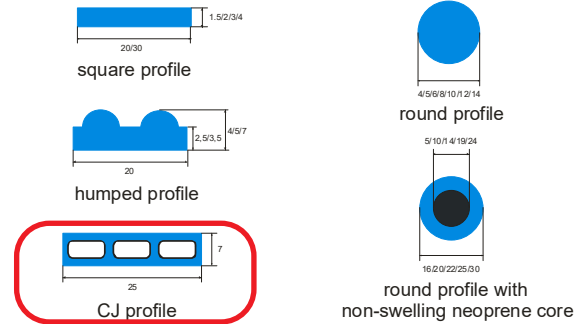 1.5/2/3/4
20/30
square profile
4/5/6/8/10/12/14
round profile
2,5/3,5
4/5/7
20
humped profile
5/10/14/19/24
16/20/22/25/30
round profile with
non-swelling neoprene core
7
25
CJ profile